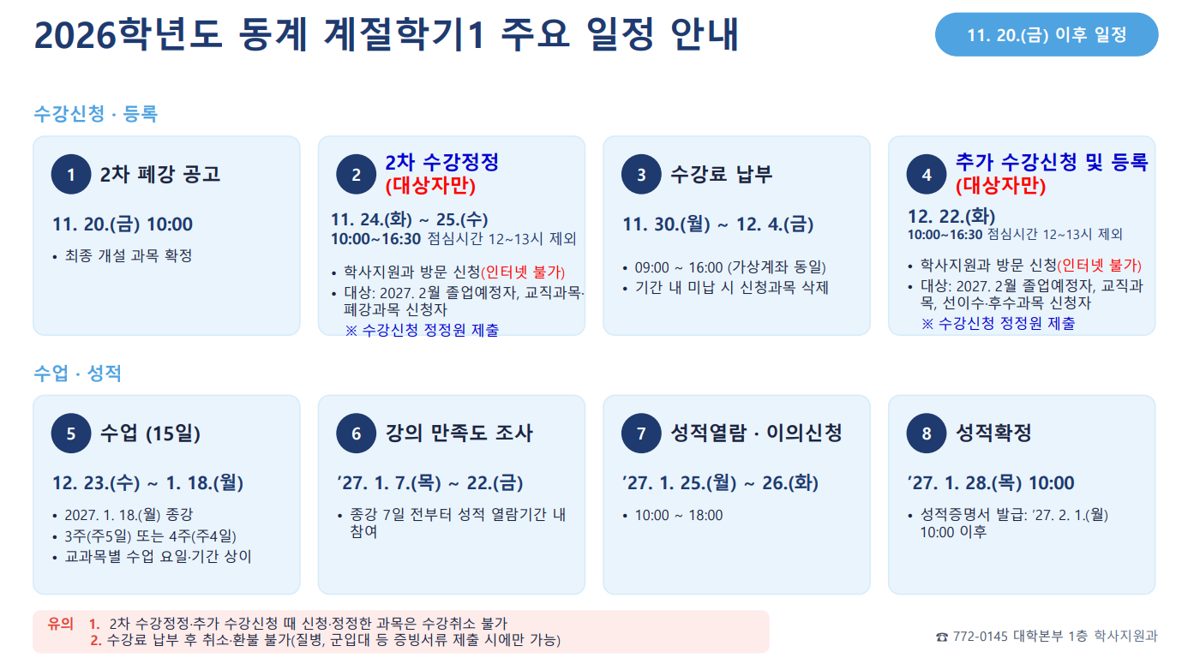 2026학년도 동계 계절학기1 주요 일정 안내
11. 20.(금) 이후 일정
수강신청 · 등록
1 2차 폐강 공고
11. 20.(금) 10:00
• 최종 개설 과목 확정
2 2차 수강정정
(대상자만)
11. 24.(화) ~ 25.(수)
10:00~16:30 점심시간 12~13시 제외
• 학사지원과 방문 신청(인터넷 불가)
• 대상: 2027. 2월 졸업예정자, 교직과목·
폐강과목 신청자
※ 수강신청 정정원 제출
3 수강료 납부
11. 30.(월) ~ 12. 4.(금)
• 09:00 ~ 16:00 (가상계좌 동일)
• 기간 내 미납 시 신청과목 삭제
4 추가 수강신청 및 등록
(대상자만)
12. 22.(화)
10:00~16:30 점심시간 12~13시 제외
• 학사지원과 방문 신청(인터넷 불가)
• 대상: 2027. 2월 졸업예정자, 교직과
목, 선이수·후수과목 신청자
※ 수강신청 정정원 제출
수업 · 성적
5 수업 (15일)
12. 23.(수) ~ 1. 18.(월)
• 2027. 1. 18.(월) 종강
• 3주(주5일) 또는 4주(주4일)
• 교과목별 수업 요일·기간 상이
6 강의 만족도 조사
’27. 1. 7.(목) ~ 22.(금)
• 종강 7일 전부터 성적 열람기간 내
참여
7 성적열람 · 이의신청
’27. 1. 25.(월) ~ 26.(화)
• 10:00 ~ 18:00
8 성적확정
’27. 1. 28.(목) 10:00
• 성적증명서 발급: ’27. 2. 1.(월)
10:00 이후
유의 1. 2차 수강정정·추가 수강신청 때 신청·정정한 과목은 수강취소 불가
2. 수강료 납부 후 취소·환불 불가(질병, 군입대 등 증빙서류 제출 시에만 가능)
☎ 772-0145 대학본부 1층 학사지원과